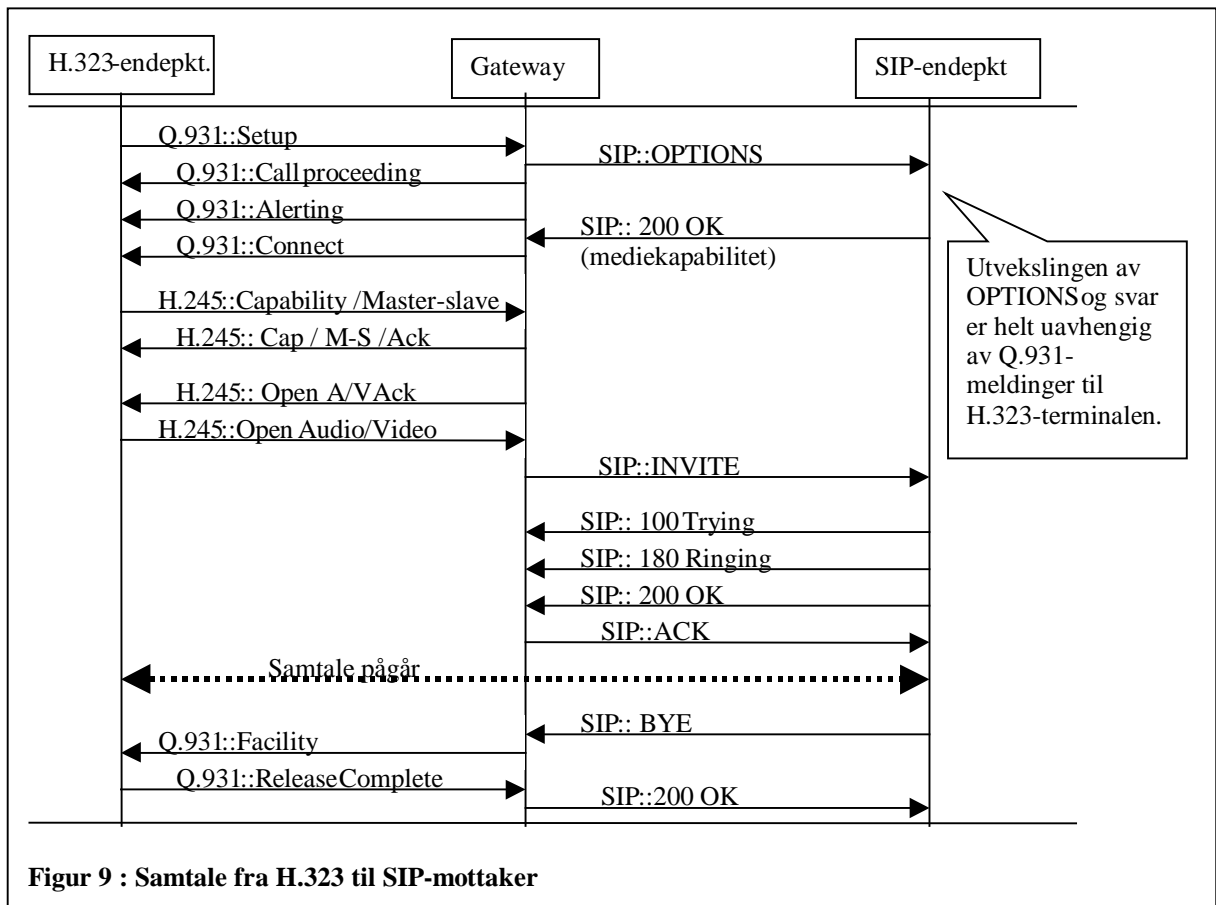 H.323-endepkt.
Gateway
SIP-endepkt
Q.931::Setup
SIP::OPTIONS
Q.931::Call proceeding
Q.931::Alerting
SIP:: 200 OK
(mediekapabilitet)
Q.931::Connect
Utvekslingen av
OPTIONS og svar
er helt uavhengig
av Q.931-
meldinger til
H.323-terminalen.
H.245::Capability /Master-slave
H.245:: Cap / M-S /Ack
H.245:: Open A/V Ack
H.245::Open Audio/Video
SIP::INVITE
SIP:: 100 Trying
SIP:: 180 Ringing
SIP:: 200 OK
SIP::ACK
Samtale pågår
SIP:: BYE
Q.931::Facility
Q.931::Release Complete
SIP::200 OK
Figur 9 : Samtale fra H.323 til SIP-mottaker